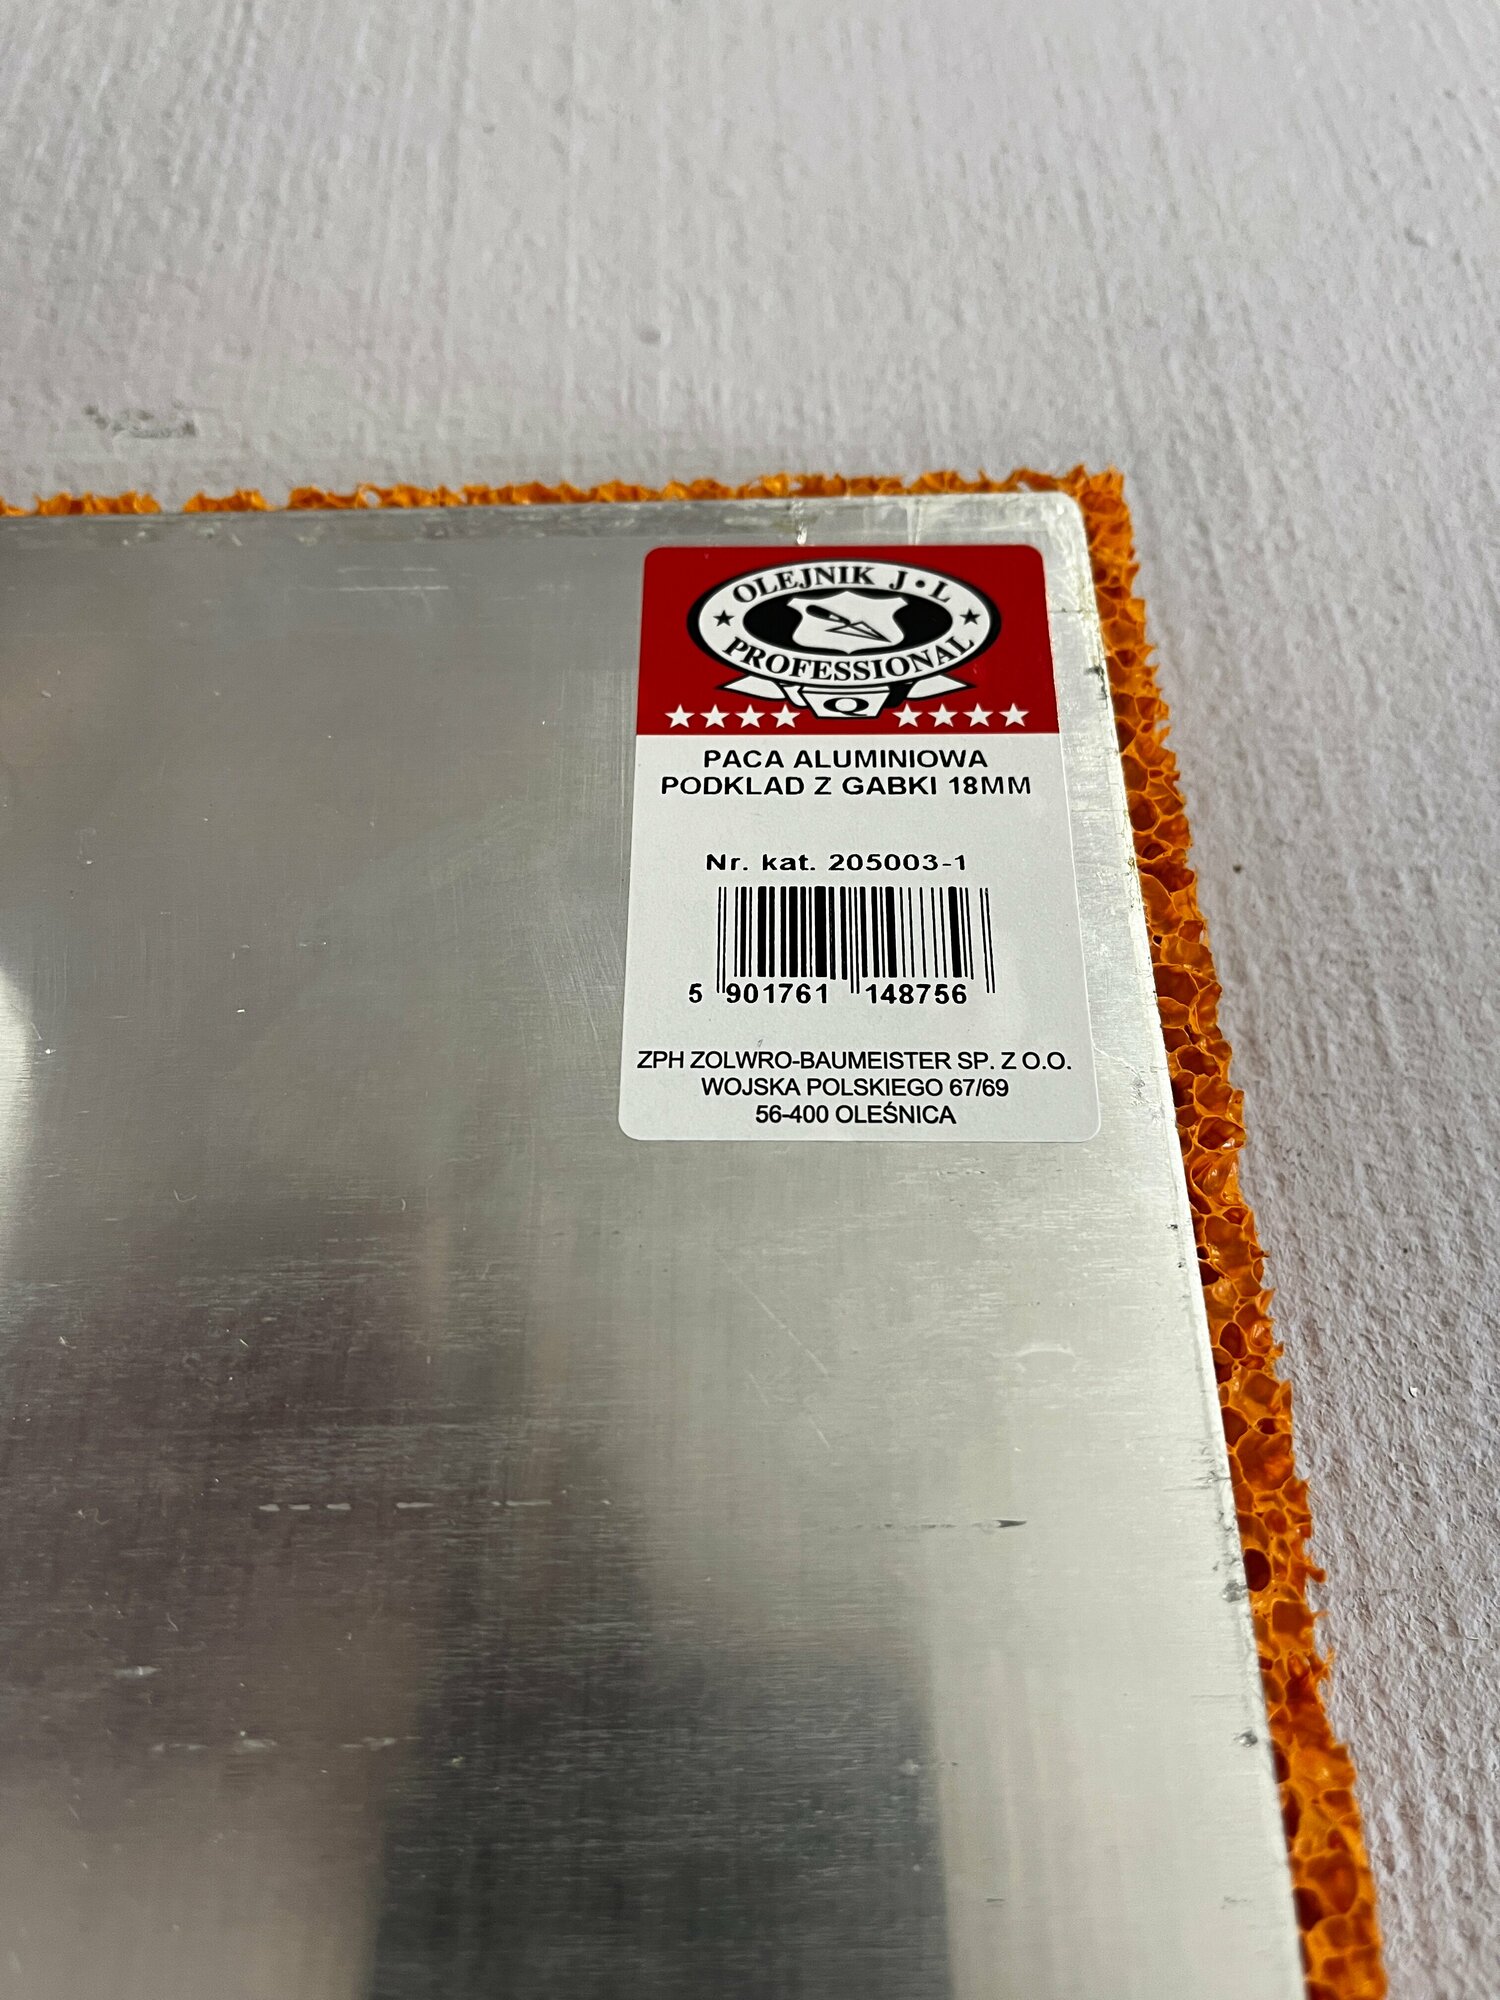 OLEJNIK J•L
PROFESSIONAL
Q
PACA ALUMINIOWA
PODKLAD Z GABKI 18MM
Nr. kat. 205003-1
5 901761 148756
ZPH ZOLWRO-BAUMEISTER SP. Z O.O.
WOJSKA POLSKIEGO 67/69
56-400 OLEŚNICA